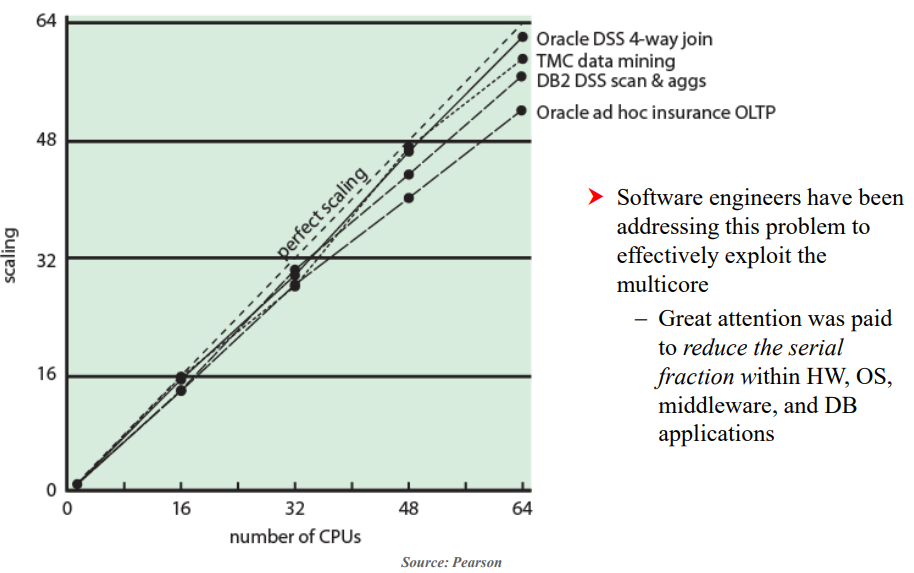 64
48
32
16
0
scaling
perfect scaling
Oracle DSS 4-way join
TMC data mining
DB2 DSS scan & aggs
Oracle ad hoc insurance OLTP
0 16 32 48 64
number of CPUs
➤ Software engineers have been
addressing this problem to
effectively exploit the
multicore
– Great attention was paid
to reduce the serial
fraction within HW, OS,
middleware, and DB
applications
Source: Pearson